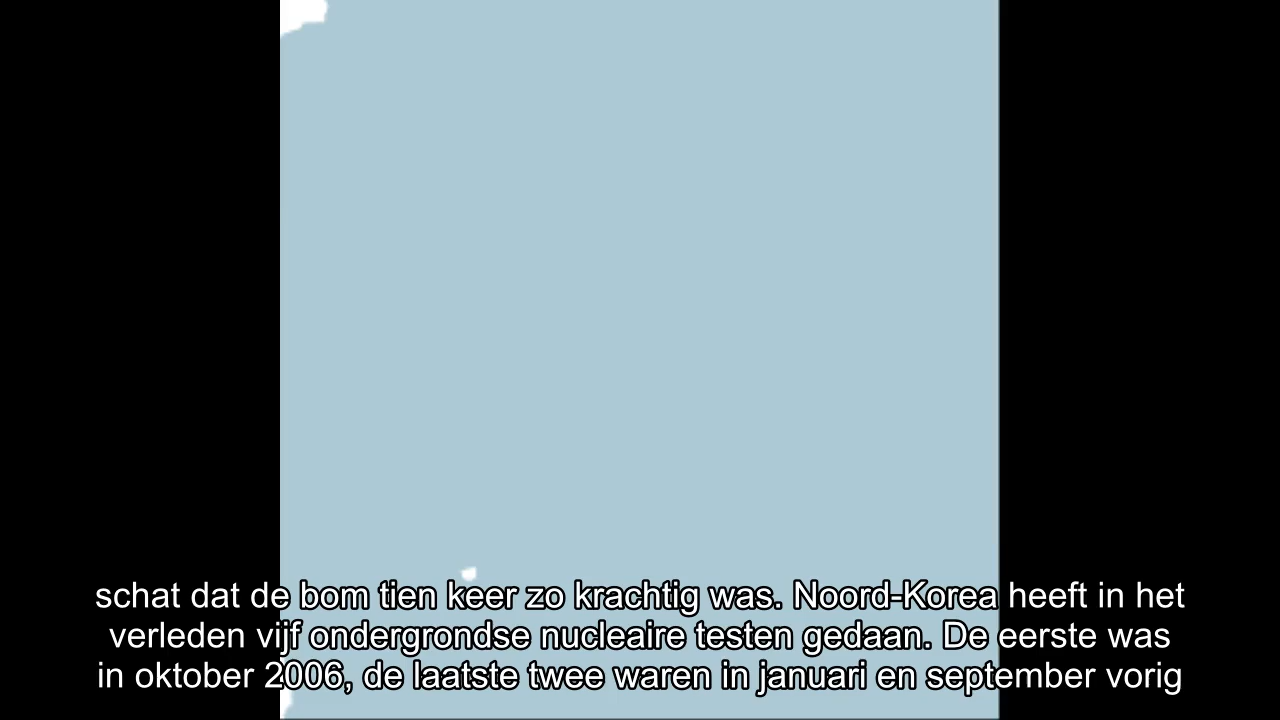 schat dat de bom tien keer zo krachtig was. Noord-Korea heeft in het
verleden vijf ondergrondse nucleaire testen gedaan. De eerste was
in oktober 2006, de laatste twee waren in januari en september vorig